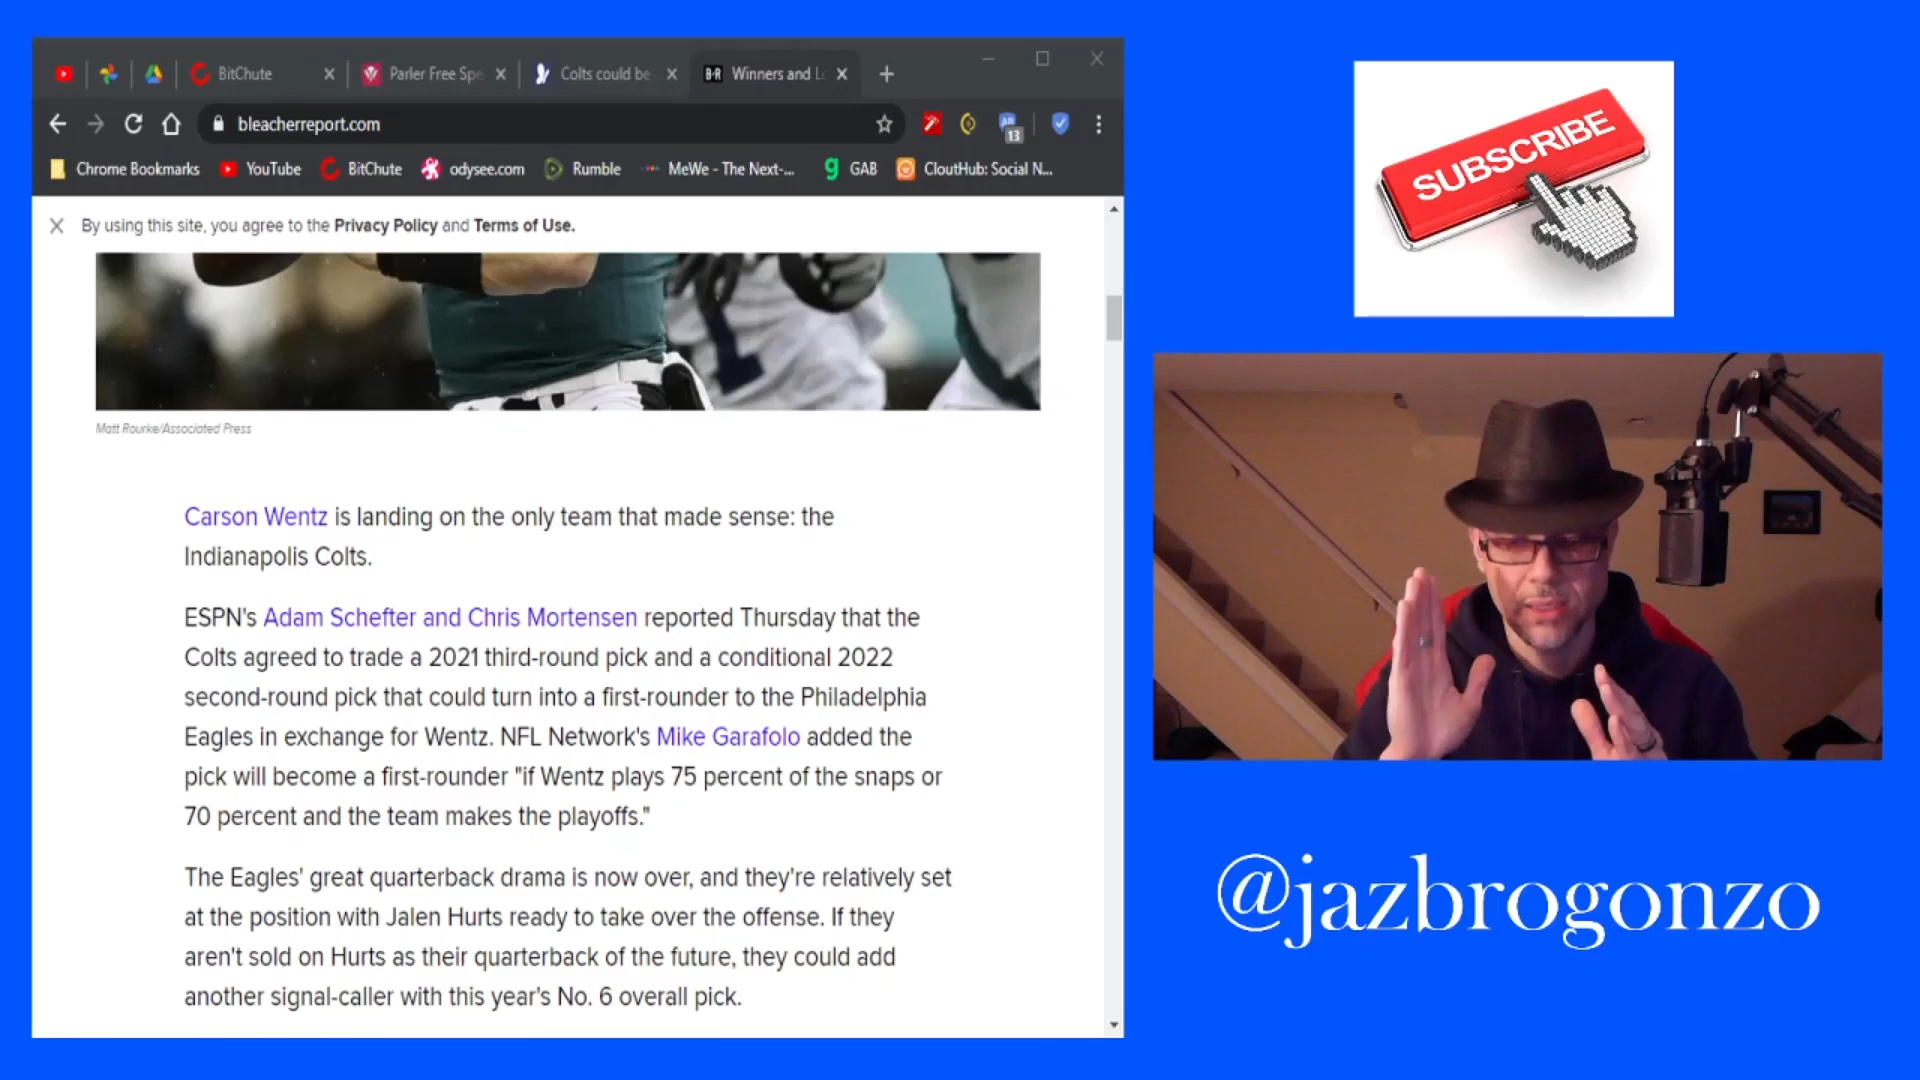 BitChute
Parler Free Spe
Colts could be
B·R
Winners and L
bleacherreport.com
13
Chrome Bookmarks
YouTube
BitChute
odysee.com
Rumble
MeWe - The Next-...
GAB
CloutHub: Social N...
By using this site, you agree to the Privacy Policy and Terms of Use.
Matt Rourke/Associated Press
Carson Wentz is landing on the only team that made sense: the
Indianapolis Colts.
ESPN's Adam Schefter and Chris Mortensen reported Thursday that the
Colts agreed to trade a 2021 third-round pick and a conditional 2022
second-round pick that could turn into a first-rounder to the Philadelphia
Eagles in exchange for Wentz. NFL Network's Mike Garafolo added the
pick will become a first-rounder "if Wentz plays 75 percent of the snaps or
70 percent and the team makes the playoffs."
The Eagles' great quarterback drama is now over, and they're relatively set
at the position with Jalen Hurts ready to take over the offense. If they
aren't sold on Hurts as their quarterback of the future, they could add
another signal-caller with this year's No. 6 overall pick.
SUBSCRIBE
@jazbrogonzo